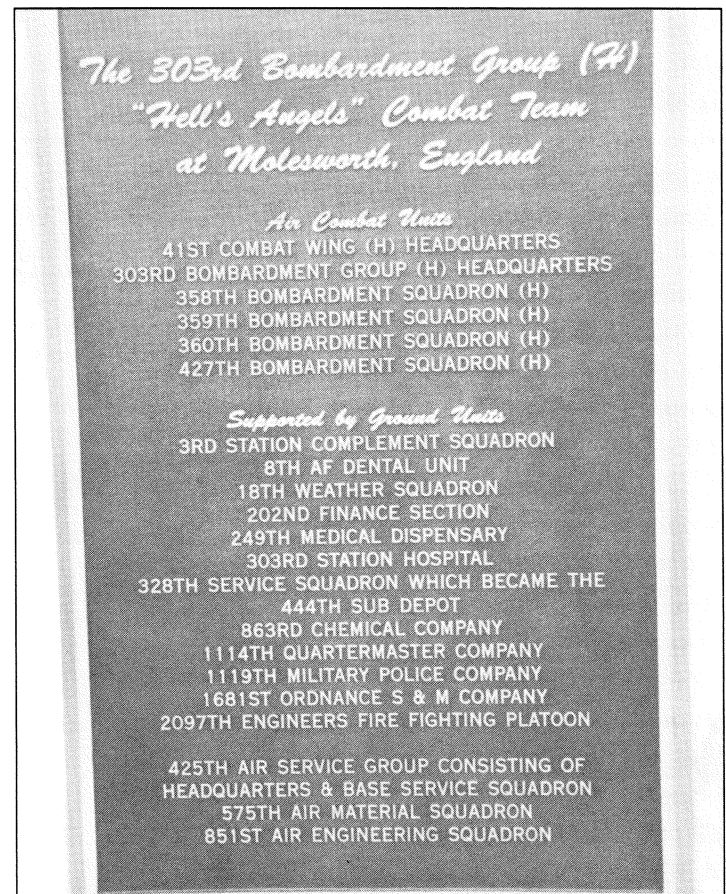 The 303rd Bombardment Group (H)
"Hell's Angels" Combat Team
at Molesworth, England
Air Combat Units
41ST COMBAT WING (H) HEADQUARTERS
303RD BOMBARDMENT GROUP (H) HEADQUARTERS
358TH BOMBARDMENT SQUADRON (H)
359TH BOMBARDMENT SQUADRON (H)
360TH BOMBARDMENT SQUADRON (H)
427TH BOMBARDMENT SQUADRON (H)
Supported by Ground Units
3RD STATION COMPLEMENT SQUADRON
8TH AF DENTAL UNIT
18TH WEATHER SQUADRON
202ND FINANCE SECTION
249TH MEDICAL DISPENSARY
303RD STATION HOSPITAL
328TH SERVICE SQUADRON WHICH BECAME THE
444TH SUB DEPOT
863RD CHEMICAL COMPANY
1114TH QUARTERMASTER COMPANY
1119TH MILITARY POLICE COMPANY
1681ST ORDNANCE S & M COMPANY
2097TH ENGINEERS FIRE FIGHTING PLATOON
425TH AIR SERVICE GROUP CONSISTING OF
HEADQUARTERS & BASE SERVICE SQUADRON
575TH AIR MATERIAL SQUADRON
851ST AIR ENGINEERING SQUADRON